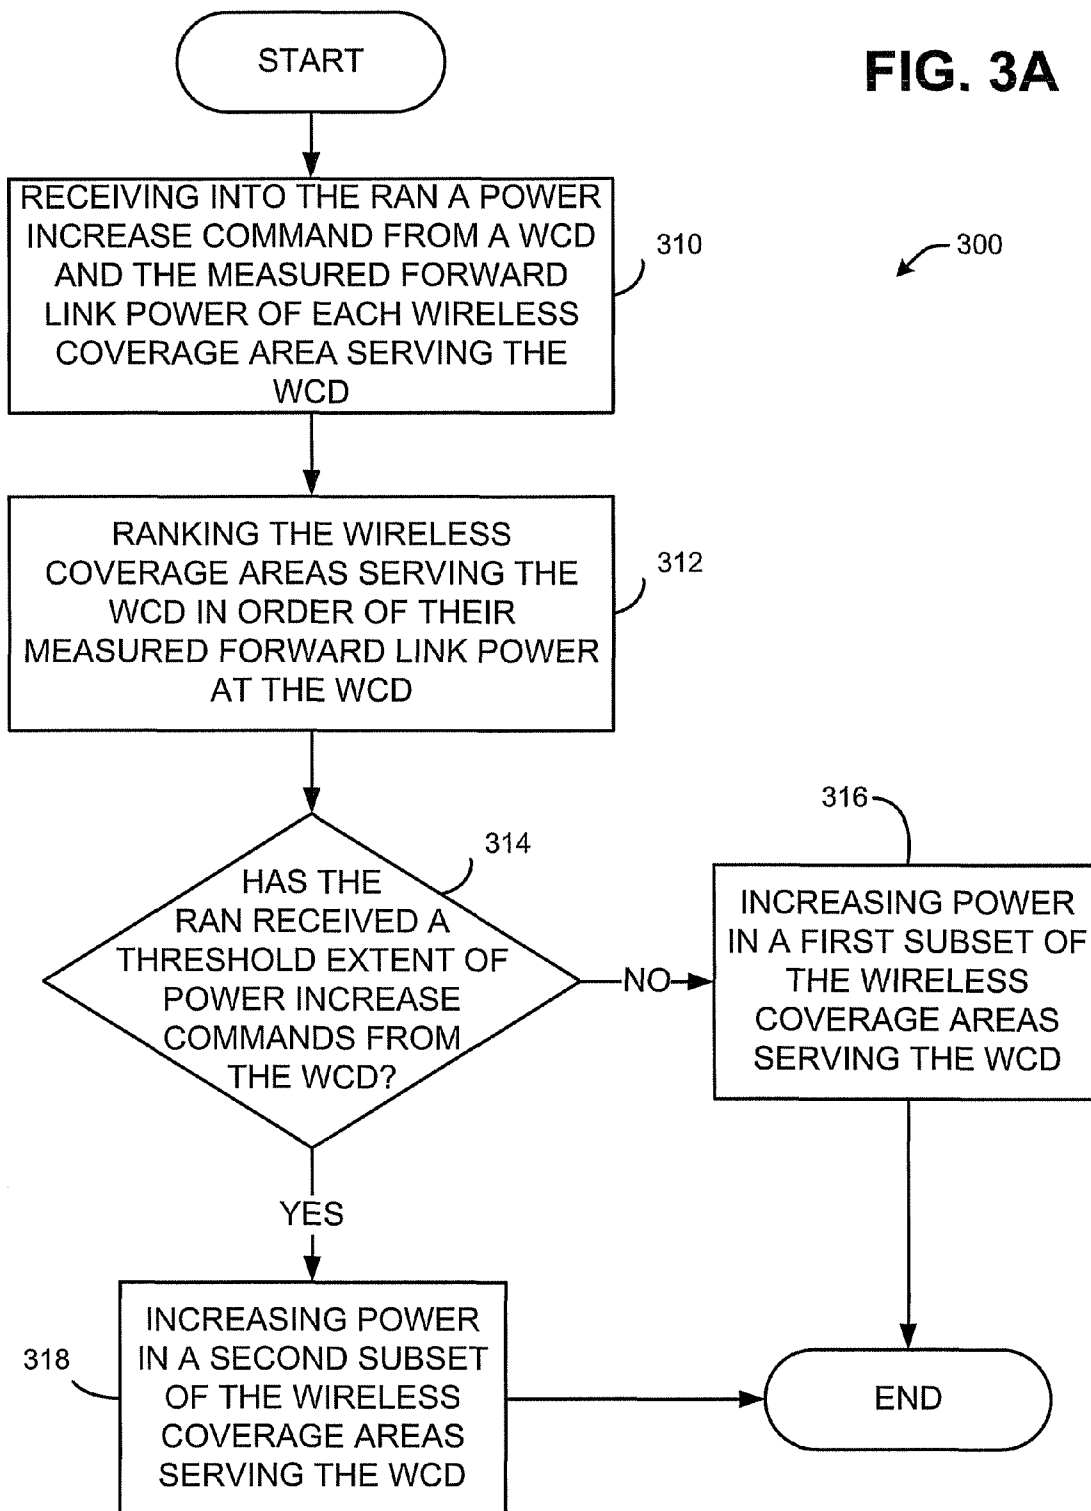 START
FIG. 3A
RECEIVING INTO THE RAN A POWER
INCREASE COMMAND FROM A WCD
AND THE MEASURED FORWARD
LINK POWER OF EACH WIRELESS
COVERAGE AREA SERVING THE
WCD
310
300
RANKING THE WIRELESS
COVERAGE AREAS SERVING THE
WCD IN ORDER OF THEIR
MEASURED FORWARD LINK POWER
AT THE WCD
312
HAS THE
RAN RECEIVED A
THRESHOLD EXTENT OF
POWER INCREASE
COMMANDS FROM
THE WCD?
314
NO
316
INCREASING POWER
IN A FIRST SUBSET OF
THE WIRELESS
COVERAGE AREAS
SERVING THE WCD
YES
318
INCREASING POWER
IN A SECOND SUBSET
OF THE WIRELESS
COVERAGE AREAS
SERVING THE WCD
END